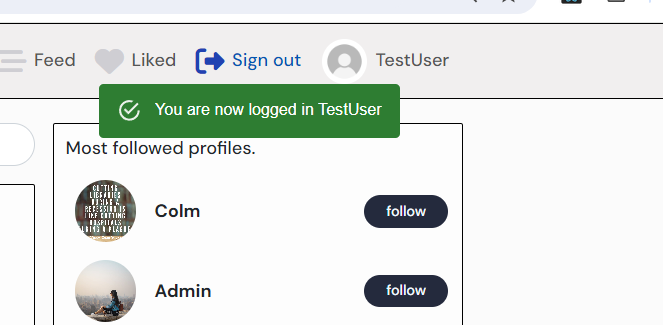 Feed Liked Sign out TestUser
You are now logged in TestUser
Most followed profiles.
CUTTING
LIBRARIES
DURING A
RECESSION IS
LIKE CUTTING
HOSPITALS
DURING A PLAGUE
Colm follow
Admin follow